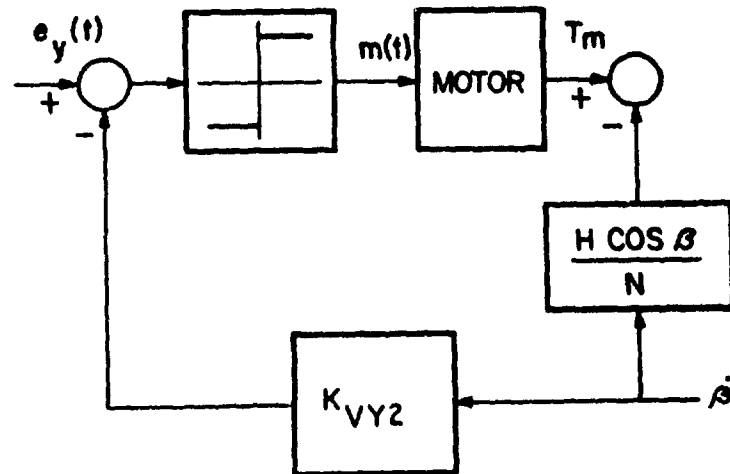 e_y(t)
+
-
m(t)
MOTOR
T_m
+
-
H COS β
N
K_VY2
β̇